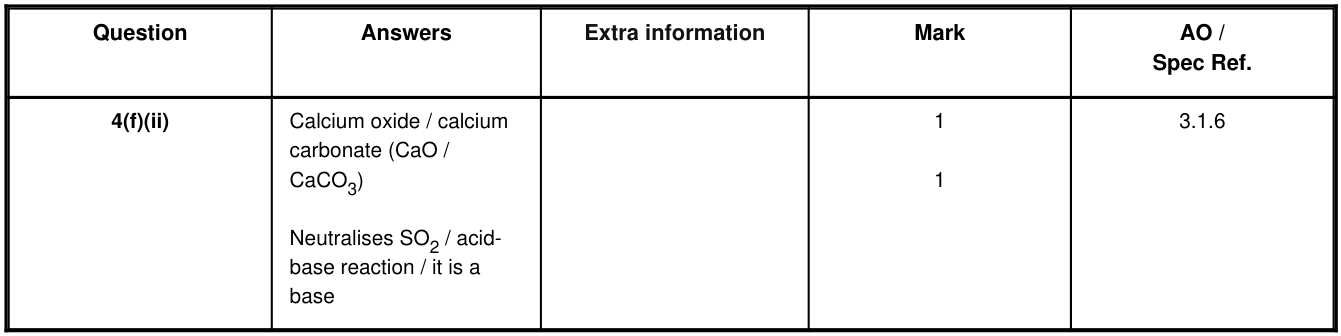 Question Answers Extra information Mark AO /
Spec Ref.
4(f)(ii) Calcium oxide / calcium 1 3.1.6
carbonate (CaO /
CaCO3) 1
Neutralises SO2 / acid-
base reaction / it is a
base